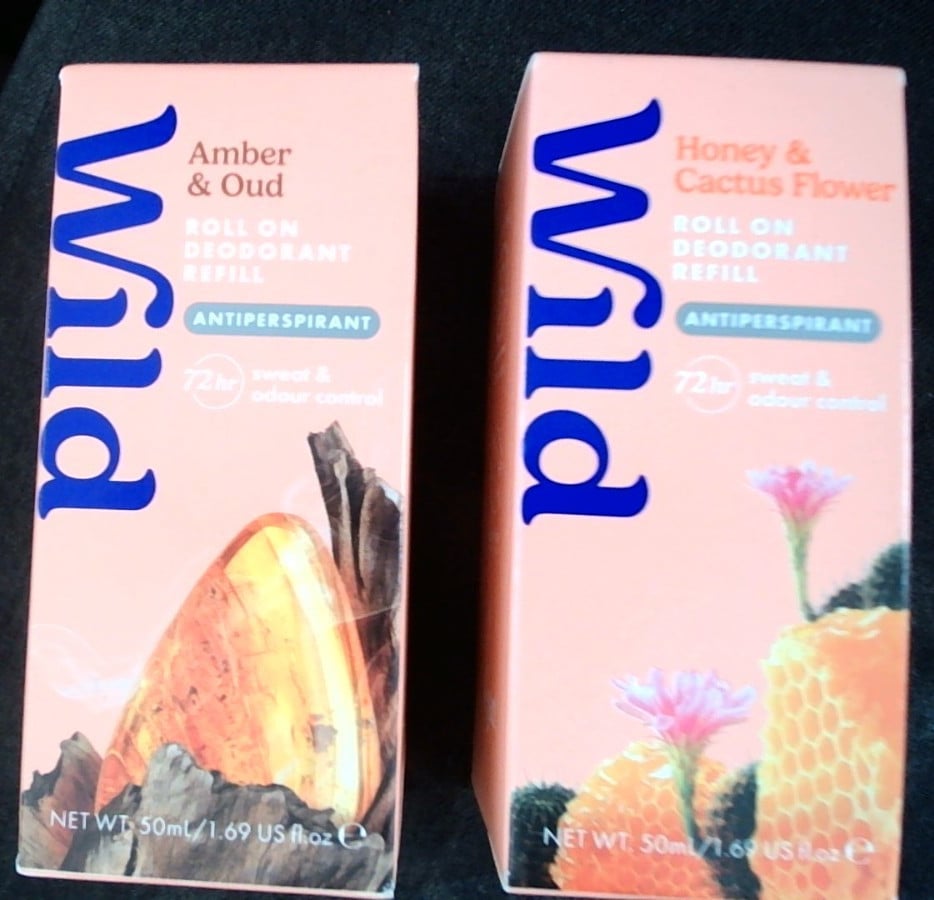 Wild
Amber
& Oud
ROLL ON
DEODORANT
REFILL
ANTIPERSPIRANT
72hr
sweat &
odour control
NET WT. 50mL/1.69 US fl.oz ℮
Wild
Honey &
Cactus Flower
ROLL ON
DEODORANT
REFILL
ANTIPERSPIRANT
72hr
sweat &
odour control
NET WT. 50mL/1.69 US fl.oz ℮